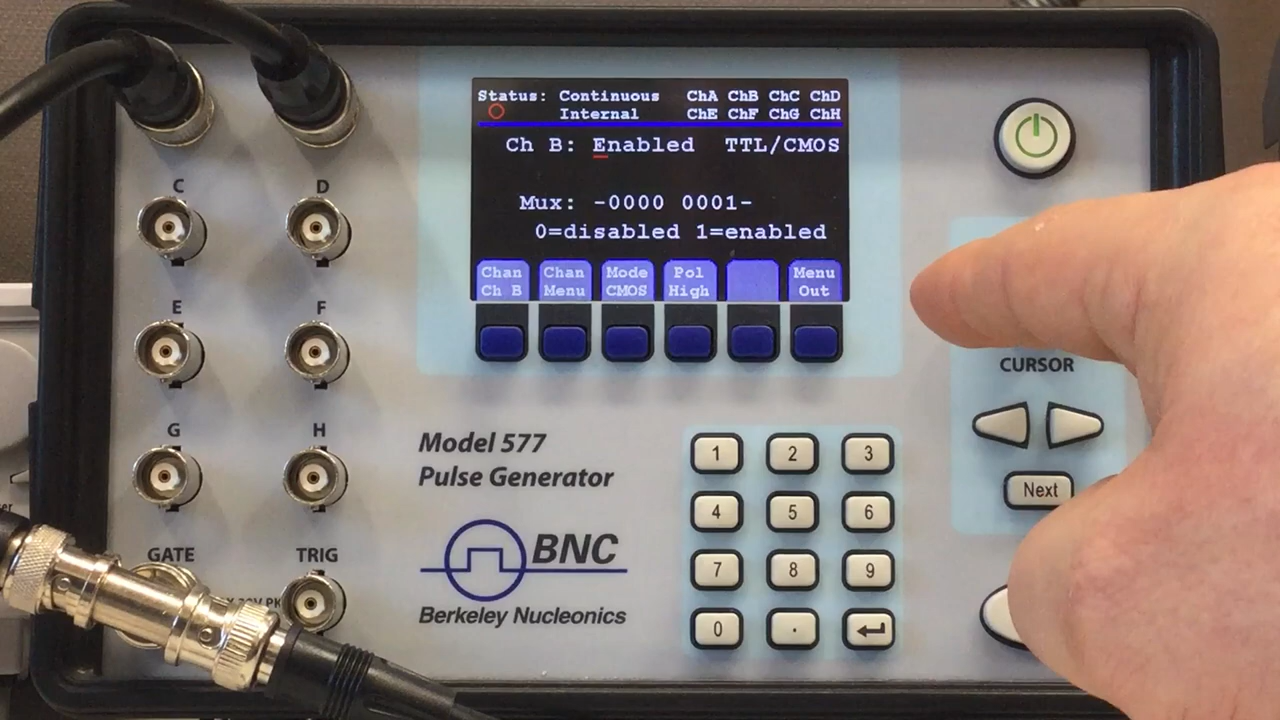 Status: Continuous ChA ChB ChC ChD
Internal ChE ChF ChG ChH
Ch B: Enabled TTL/CMOS
Mux: -0000 0001-
0=disabled 1=enabled
Chan Chan Mode Pol Menu
Ch B Menu CMOS High Out
C D
E F
G H
GATE TRIG
CURSOR
Next
Model 577
Pulse Generator
BNC
Berkeley Nucleonics
1 2 3
4 5 6
7 8 9
0 .